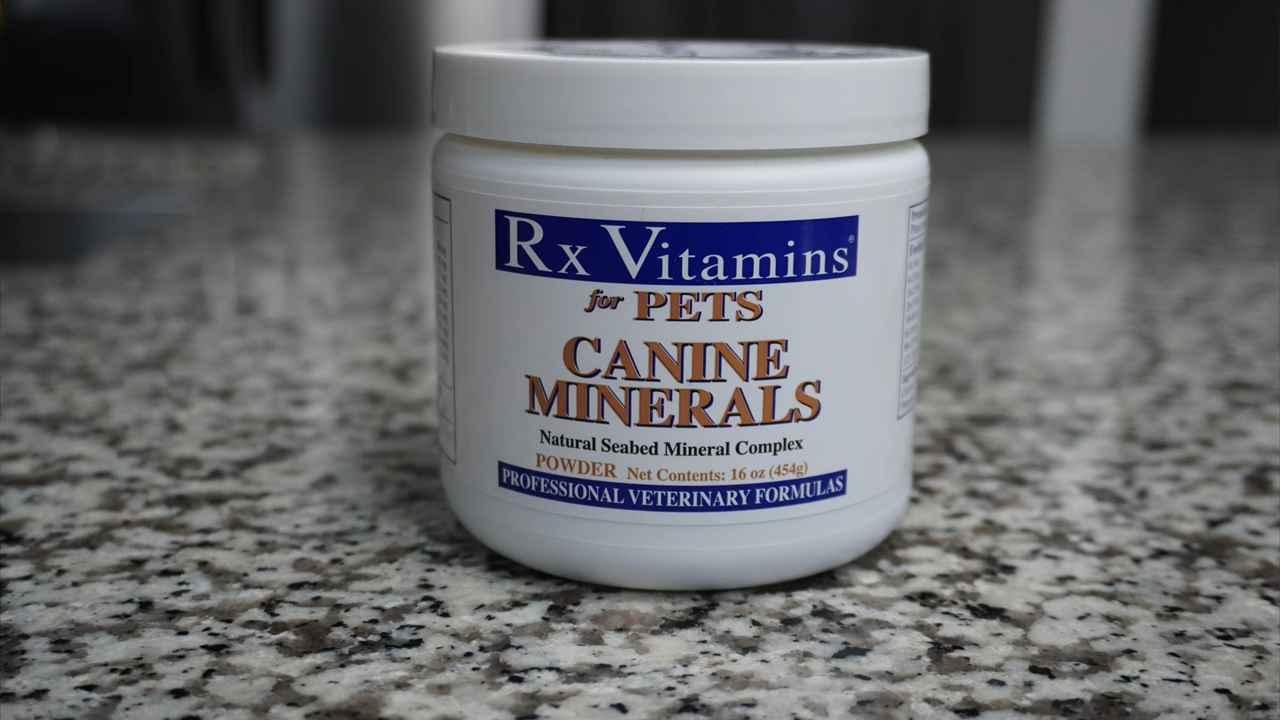 Rx Vitamins®
for PETS
CANINE
MINERALS
Natural Seabed Mineral Complex
POWDER Net Contents: 16 oz (454g)
PROFESSIONAL VETERINARY FORMULAS